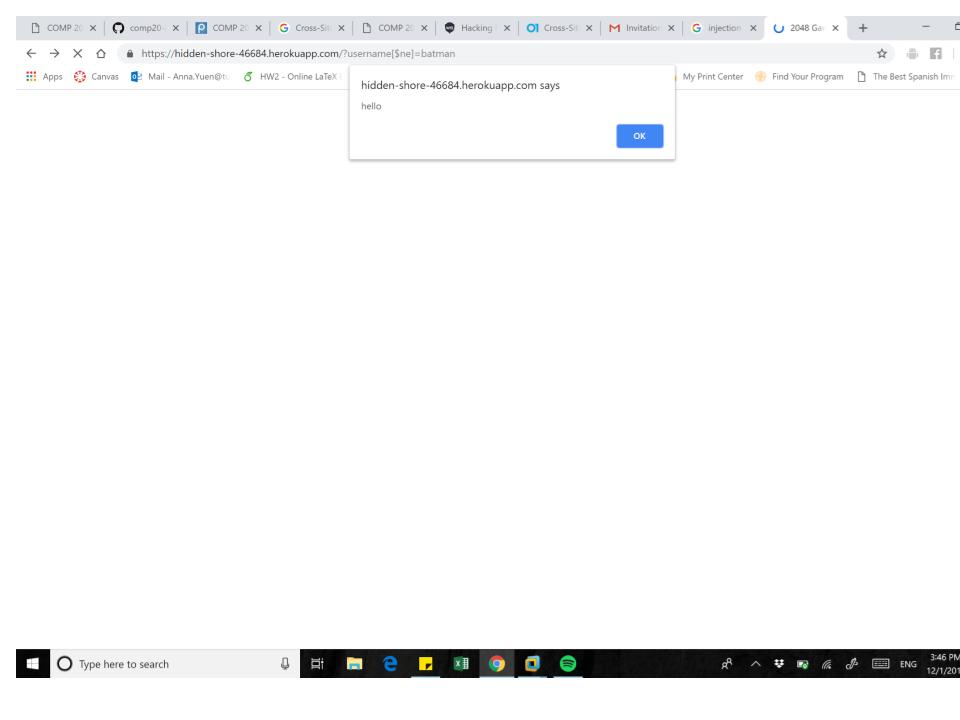 COMP 20 comp20- COMP 20 Cross-Sit COMP 20 Hacking Cross-Sit Invitation injection 2048 Ga
https://hidden-shore-46684.herokuapp.com/?username[$ne]=batman
Apps Canvas Mail - Anna.Yuen@tu HW2 - Online LaTeX My Print Center Find Your Program The Best Spanish Im
hidden-shore-46684.herokuapp.com says
hello
OK
Type here to search
ENG
3:46 PM
12/1/201